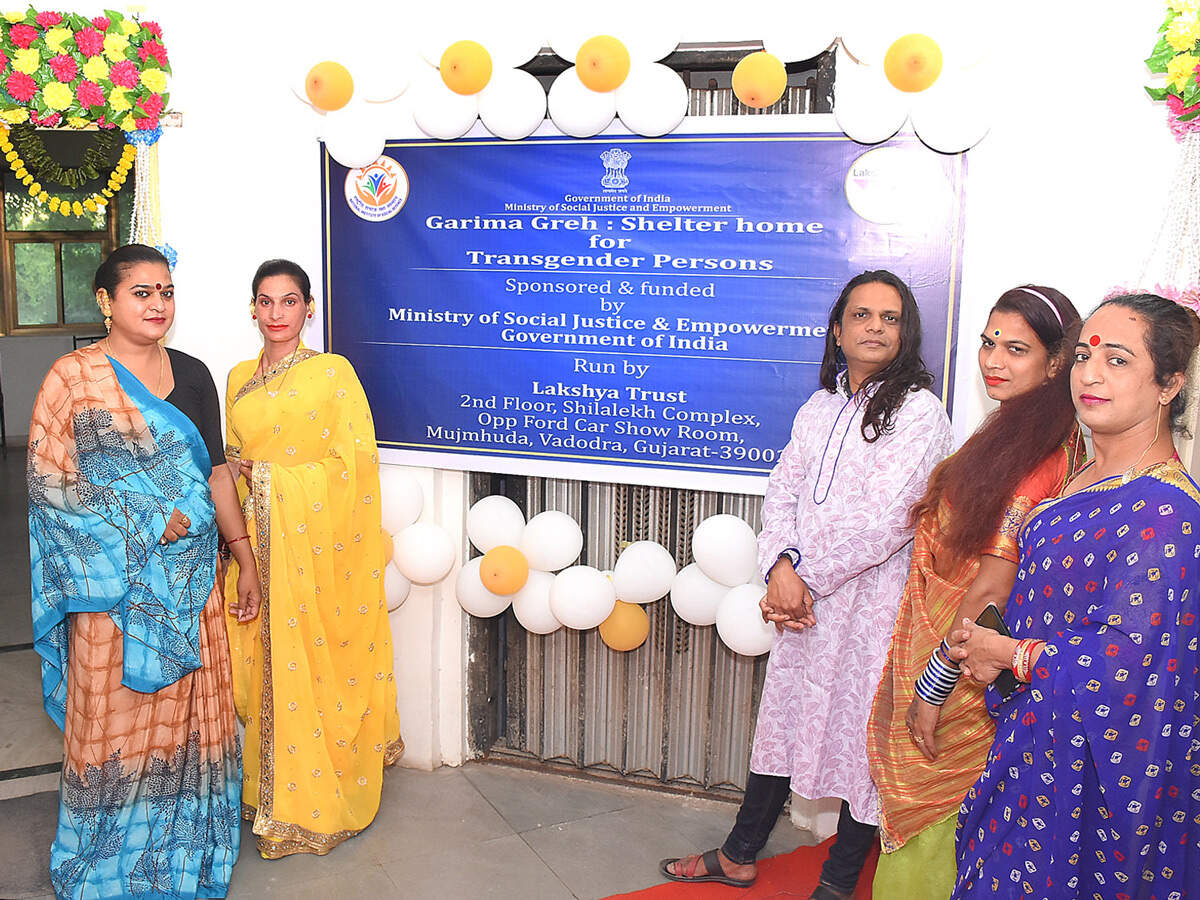 Government of India
Ministry of Social Justice and Empowerment
Garima Greh : Shelter home
for
Transgender Persons
Sponsored & funded
by
Ministry of Social Justice & Empowerme
Government of India
Run by
Lakshya Trust
2nd Floor, Shilalekh Complex,
Opp Ford Car Show Room,
Mujmhuda, Vadodra, Gujarat-39002